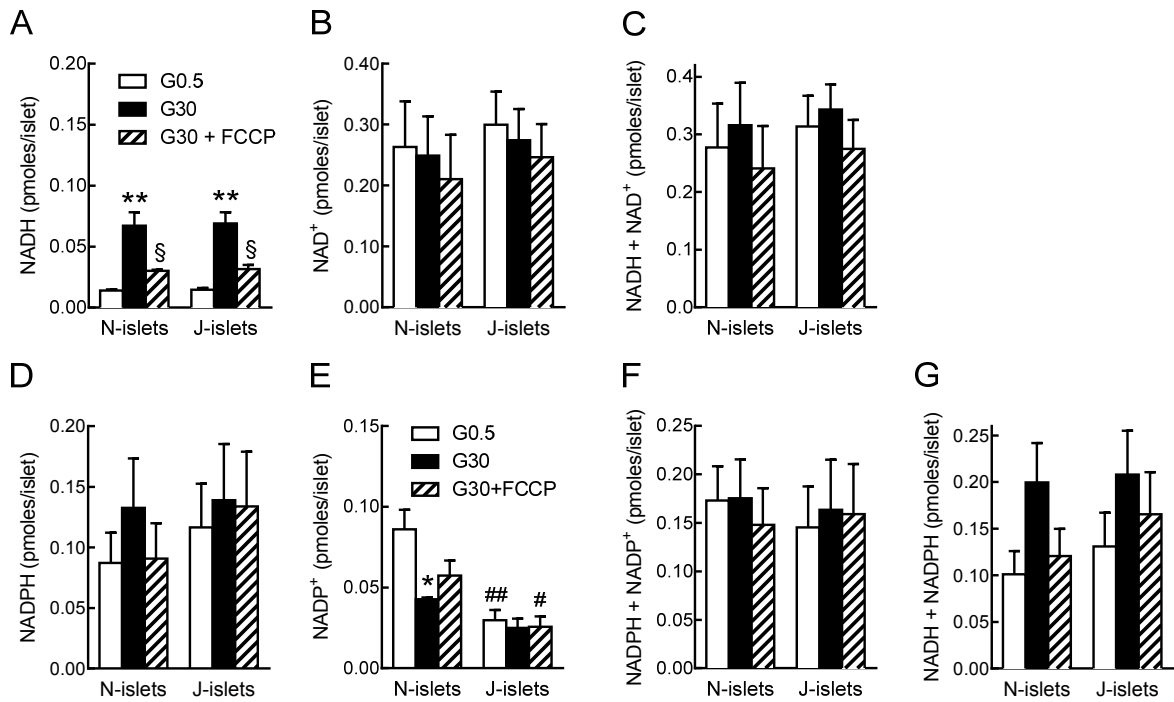 A
NADH (pmoles/islet)
0.20
0.15
0.10
0.05
0.00
G0.5
G30
G30 + FCCP
**
§
**
§
N-islets
J-islets
B
NAD⁺ (pmoles/islet)
0.40
0.30
0.20
0.10
0.00
N-islets
J-islets
C
NADH + NAD⁺ (pmoles/islet)
0.4
0.3
0.2
0.1
0.0
N-islets
J-islets
D
NADPH (pmoles/islet)
0.20
0.15
0.10
0.05
0.00
N-islets
J-islets
E
NADP⁺ (pmoles/islet)
0.15
0.10
0.05
0.00
G0.5
G30
G30+FCCP
*
##
#
N-islets
J-islets
F
NADPH + NADP⁺ (pmoles/islet)
0.25
0.20
0.15
0.10
0.05
0.00
N-islets
J-islets
G
NADH + NADPH (pmoles/islet)
0.25
0.20
0.15
0.10
0.05
0.00
N-islets
J-islets